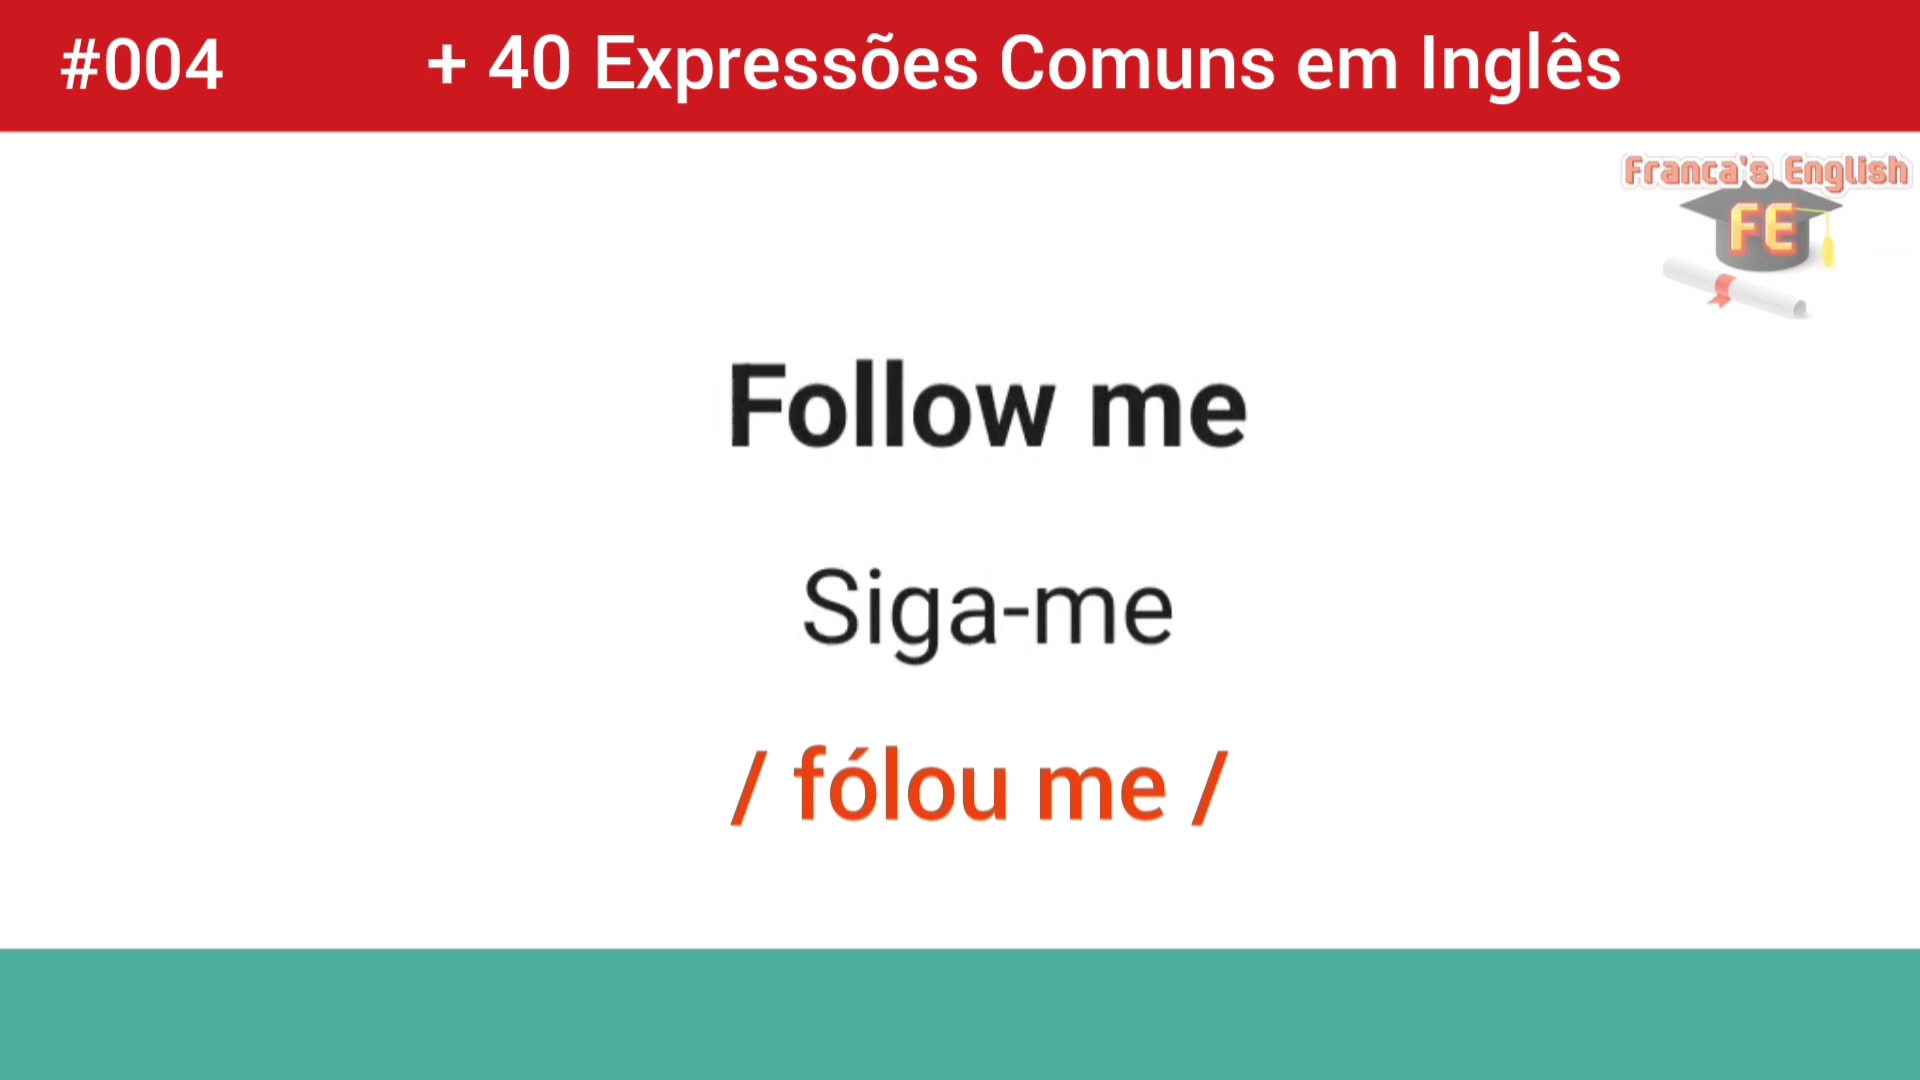 #004 + 40 Expressões Comuns em Inglês
Franca's English
FE
Follow me
Siga-me
/ fólou me /